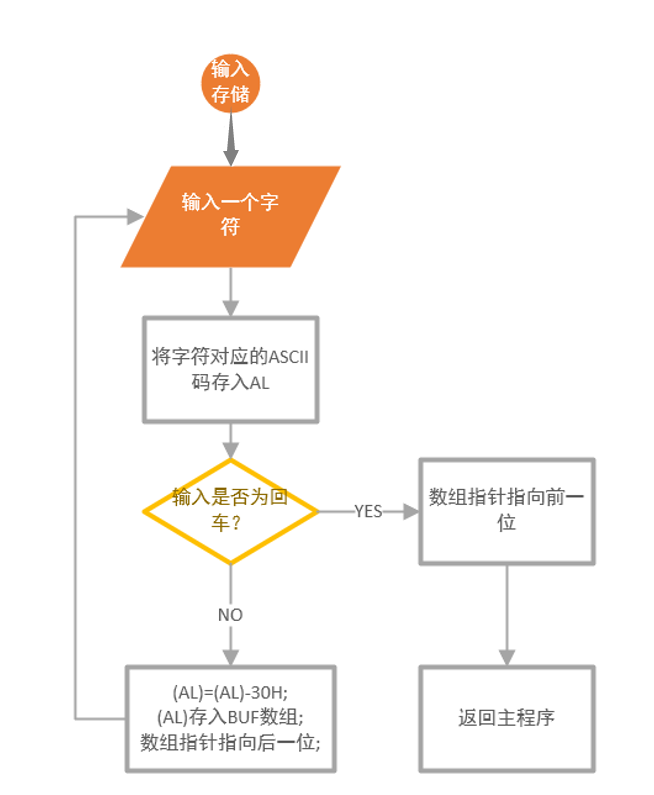 输入
存储
输入一个字
符
将字符对应的ASCII
码存入AL
输入是否为回
车?
YES
数组指针指向前一
位
NO
(AL)=(AL)-30H;
(AL)存入BUF数组;
数组指针指向后一位;
返回主程序